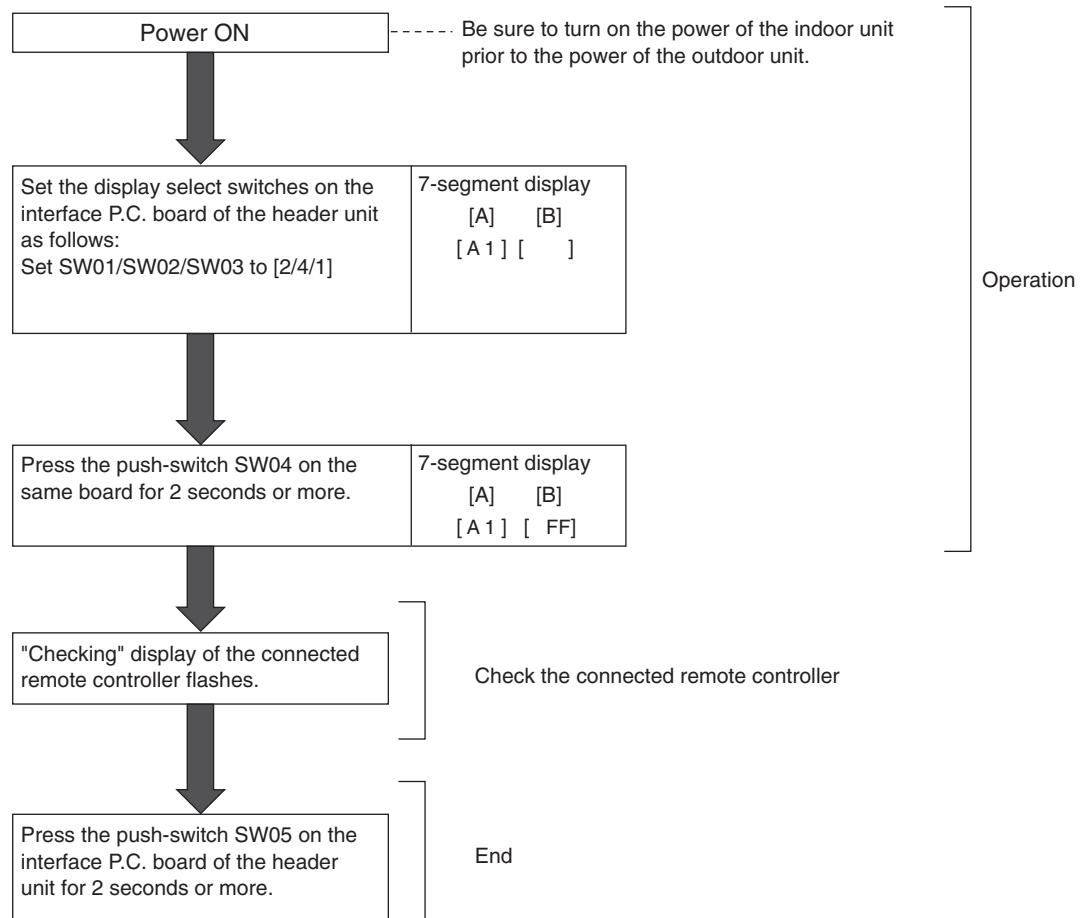 Power ON
Be sure to turn on the power of the indoor unit
prior to the power of the outdoor unit.
Set the display select switches on the
interface P.C. board of the header unit
as follows:
Set SW01/SW02/SW03 to [2/4/1]
7-segment display
[A] [B]
[ A 1 ] [ ]
Operation
Press the push-switch SW04 on the
same board for 2 seconds or more.
7-segment display
[A] [B]
[ A 1 ] [ FF]
"Checking" display of the connected
remote controller flashes.
Check the connected remote controller
Press the push-switch SW05 on the
interface P.C. board of the header
unit for 2 seconds or more.
End